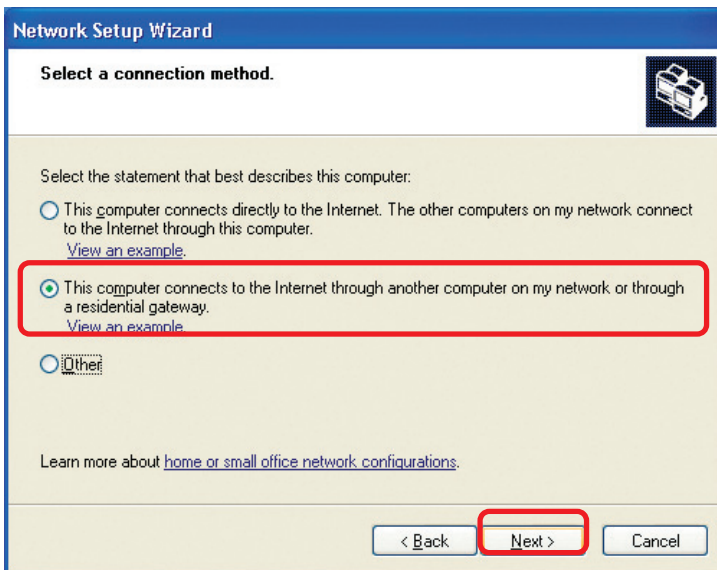 Network Setup Wizard
Select a connection method.
Select the statement that best describes this computer:
This computer connects directly to the Internet. The other computers on my network connect
to the Internet through this computer.
View an example.
This computer connects to the Internet through another computer on my network or through
a residential gateway.
View an example.
Other
Learn more about home or small office network configurations.
< Back
Next >
Cancel